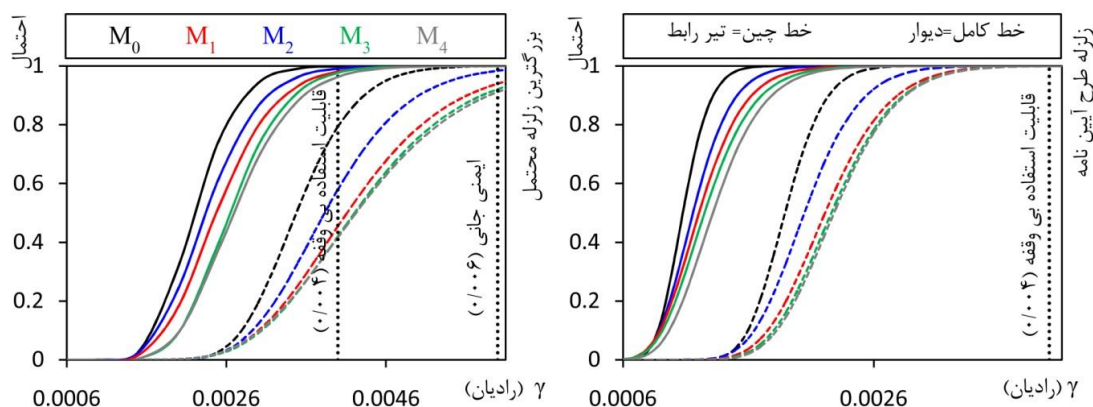 M₀ M₁ M₂ M₃ M₄
احتمال
1
0.8
0.6
0.4
0.2
0
0.0006
0.0026
0.0046
γ (رادیان)
قابلیت استفاده بی وقفه (۰/۰۰۴)
ایمنی جانی (۰/۰۰۶)
بزرگترین زلزله محتمل
خط کامل=دیوار خط چین= تیر رابط
احتمال
1
0.8
0.6
0.4
0.2
0
0.0006
0.0026
γ (رادیان)
قابلیت استفاده بی وقفه (۰/۰۰۴)
زلزله طرح آیین نامه